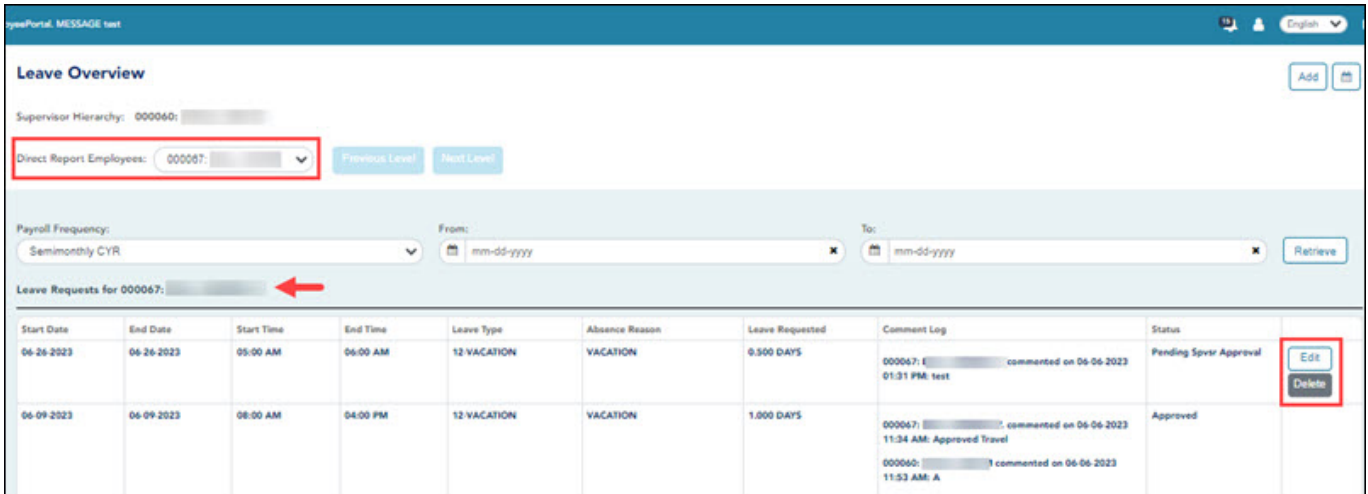 oyeePortal. MESSAGE test
15
English
Leave Overview
Add
Supervisor Hierarchy: 000060:
Direct Report Employees: 000067:
Previous Level Next Level
Payroll Frequency: From: To:
Semimonthly CYR mm-dd-yyyy mm-dd-yyyy Retrieve
Leave Requests for 000067:
Start Date End Date Start Time End Time Leave Type Absence Reason Leave Requested Comment Log Status
06-26-2023 06-26-2023 05:00 AM 06:00 AM 12-VACATION VACATION 0.500 DAYS Pending Spvsr Approval
000067: commented on 06-06-2023
01:31 PM: test
Edit
Delete
06-09-2023 06-09-2023 08:00 AM 04:00 PM 12-VACATION VACATION 1.000 DAYS Approved
000067: commented on 06-06-2023
11:34 AM: Approved Travel
000060: commented on 06-06-2023
11:53 AM: A